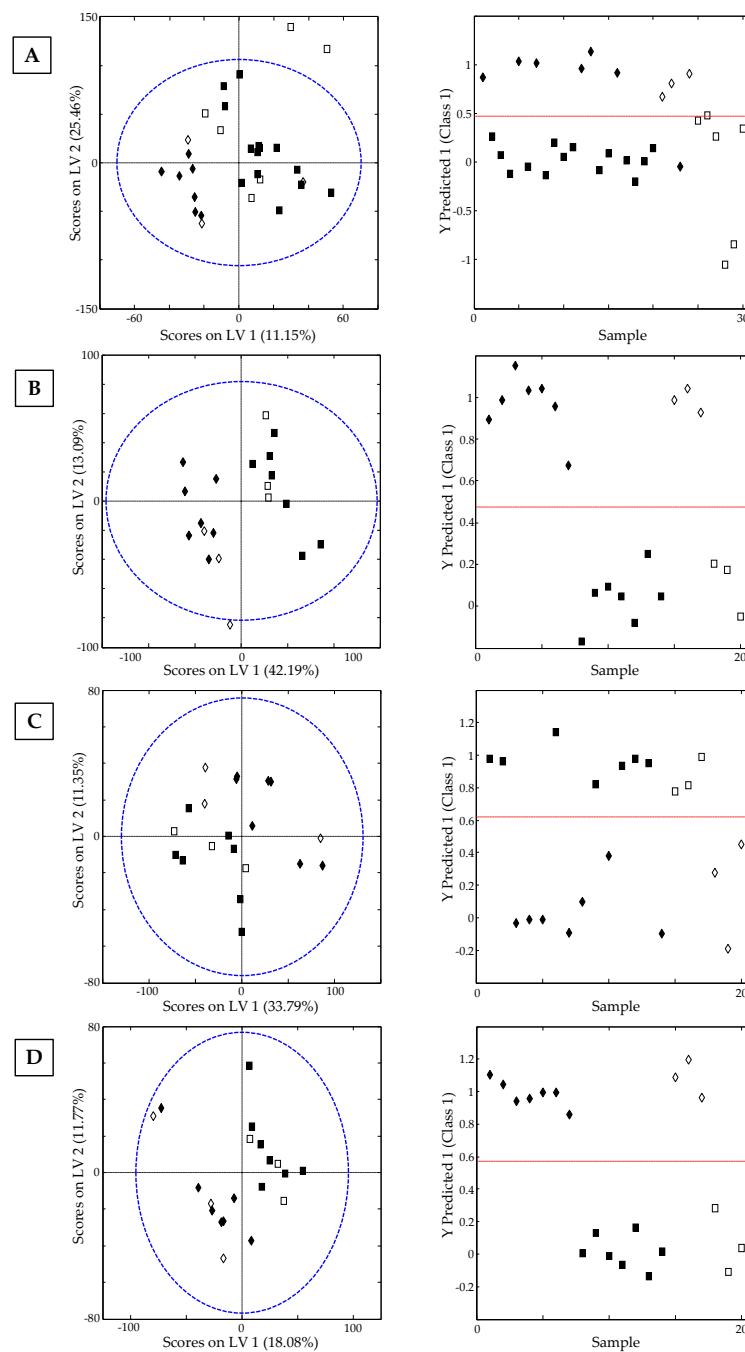 A
Scores on LV 2 (25.46%)
150
0
-150
-60
0
60
Scores on LV 1 (11.15%)
Y Predicted 1 (Class 1)
1
0.5
0
-0.5
-1
0
30
Sample
B
Scores on LV 2 (13.09%)
100
0
-100
-100
0
100
Scores on LV 1 (42.19%)
Y Predicted 1 (Class 1)
1
0.8
0.6
0.4
0.2
0
0
20
Sample
C
Scores on LV 2 (11.35%)
80
0
-80
-100
0
100
Scores on LV 1 (33.79%)
Y Predicted 1 (Class 1)
1.2
1
0.8
0.6
0.4
0.2
0
-0.2
0
20
Sample
D
Scores on LV 2 (11.77%)
80
0
-80
-100
0
100
Scores on LV 1 (18.08%)
Y Predicted 1 (Class 1)
1.2
1
0.8
0.6
0.4
0.2
0
-0.2
0
20
Sample